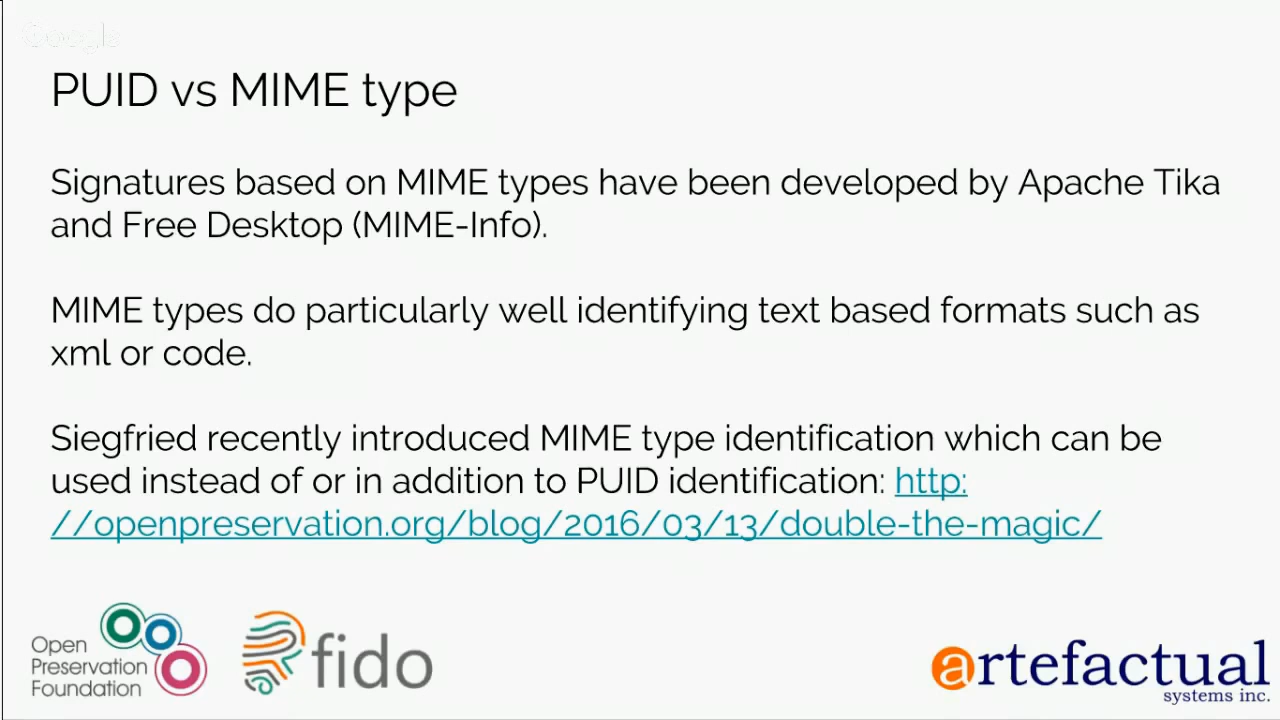 Google
PUID vs MIME type
Signatures based on MIME types have been developed by Apache Tika
and Free Desktop (MIME-Info).
MIME types do particularly well identifying text based formats such as
xml or code.
Siegfried recently introduced MIME type identification which can be
used instead of or in addition to PUID identification: http:
//openpreservation.org/blog/2016/03/13/double-the-magic/
Open
Preservation
Foundation
fido
artefactual
systems inc.